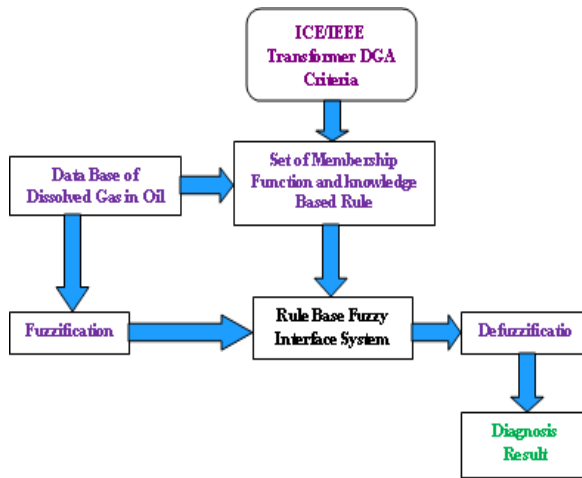 ICE/IEEE
Transformer DGA
Criteria
Data Base of
Dissolved Gas in Oil
Set of Membership
Function and knowledge
Based Rule
Fuzzification
Rule Base Fuzzy
Interface System
Defuzzificatio
Diagnosis
Result